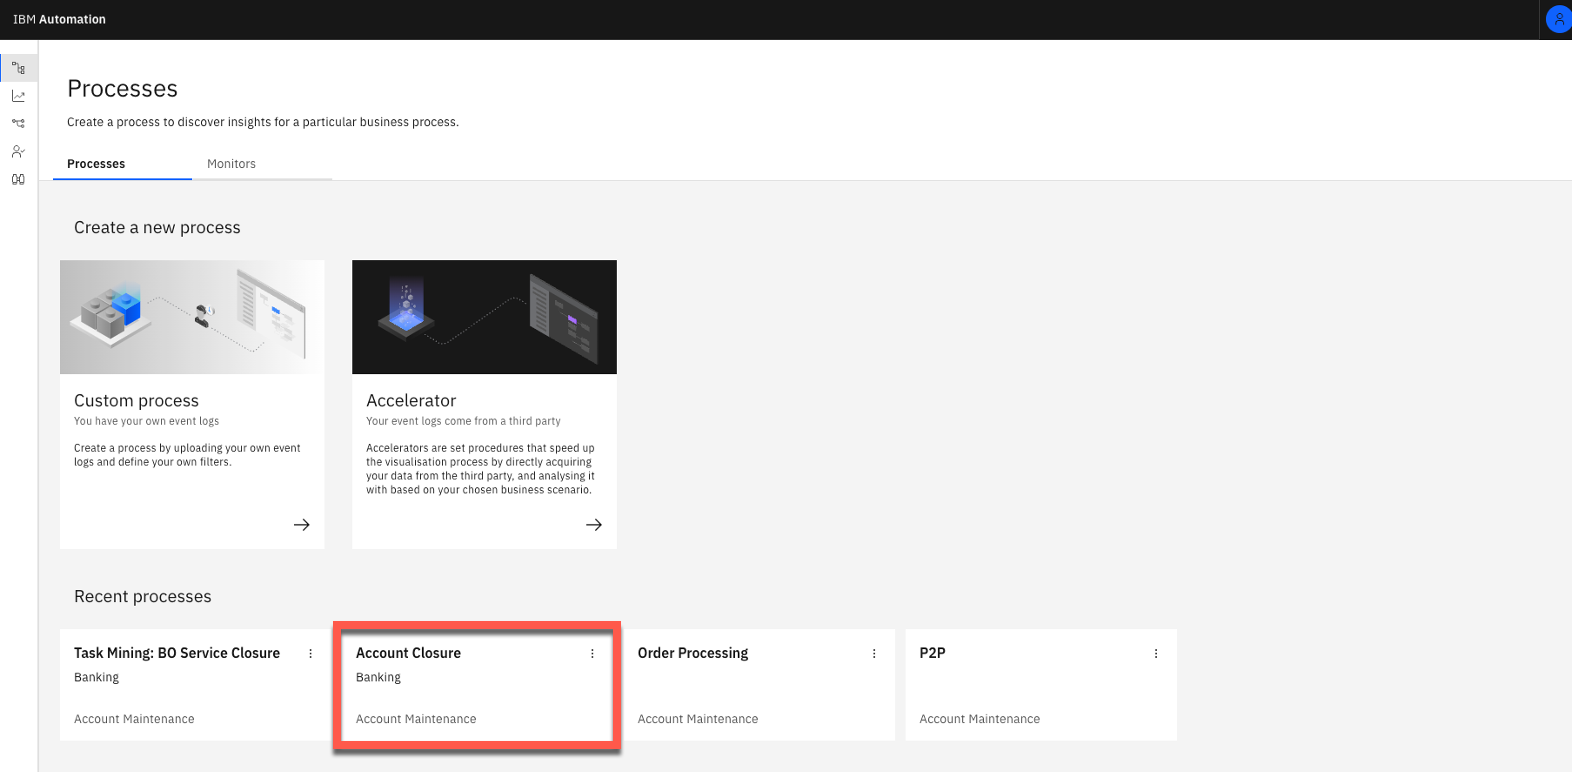 IBM Automation
Processes
Create a process to discover insights for a particular business process.
Processes
Monitors
Create a new process
Custom process
You have your own event logs
Create a process by uploading your own event
logs and define your own filters.
Accelerator
Your event logs come from a third party
Accelerators are set procedures that speed up
the visualisation process by directly acquiring
your data from the third party, and analysing it
with based on your chosen business scenario.
Recent processes
Task Mining: BO Service Closure
Banking
Account Maintenance
Account Closure
Banking
Account Maintenance
Order Processing
Account Maintenance
P2P
Account Maintenance